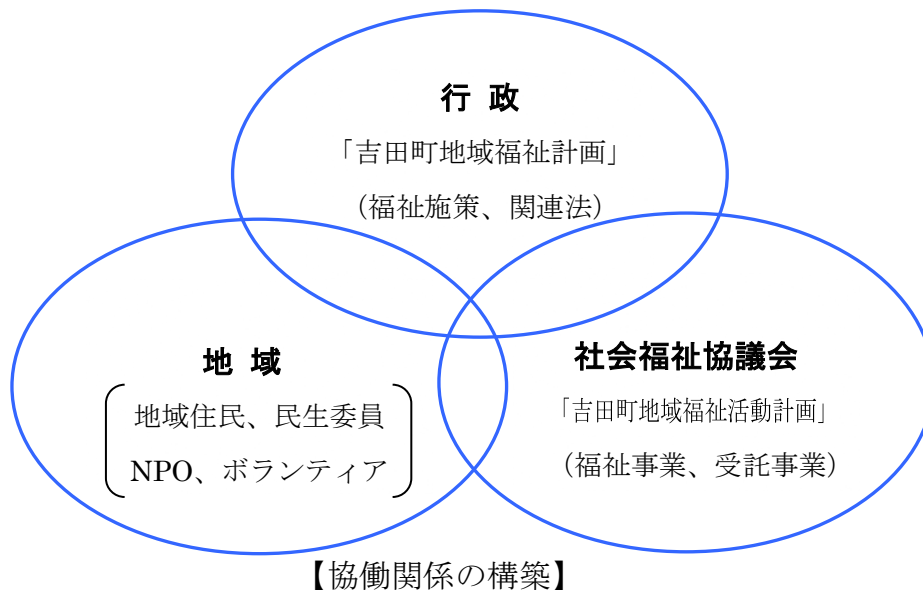 行 政
「吉田町地域福祉計画」
(福祉施策、関連法)
地 域
地域住民、民生委員
NPO、ボランティア
社会福祉協議会
「吉田町地域福祉活動計画」
(福祉事業、受託事業)
【協働関係の構築】